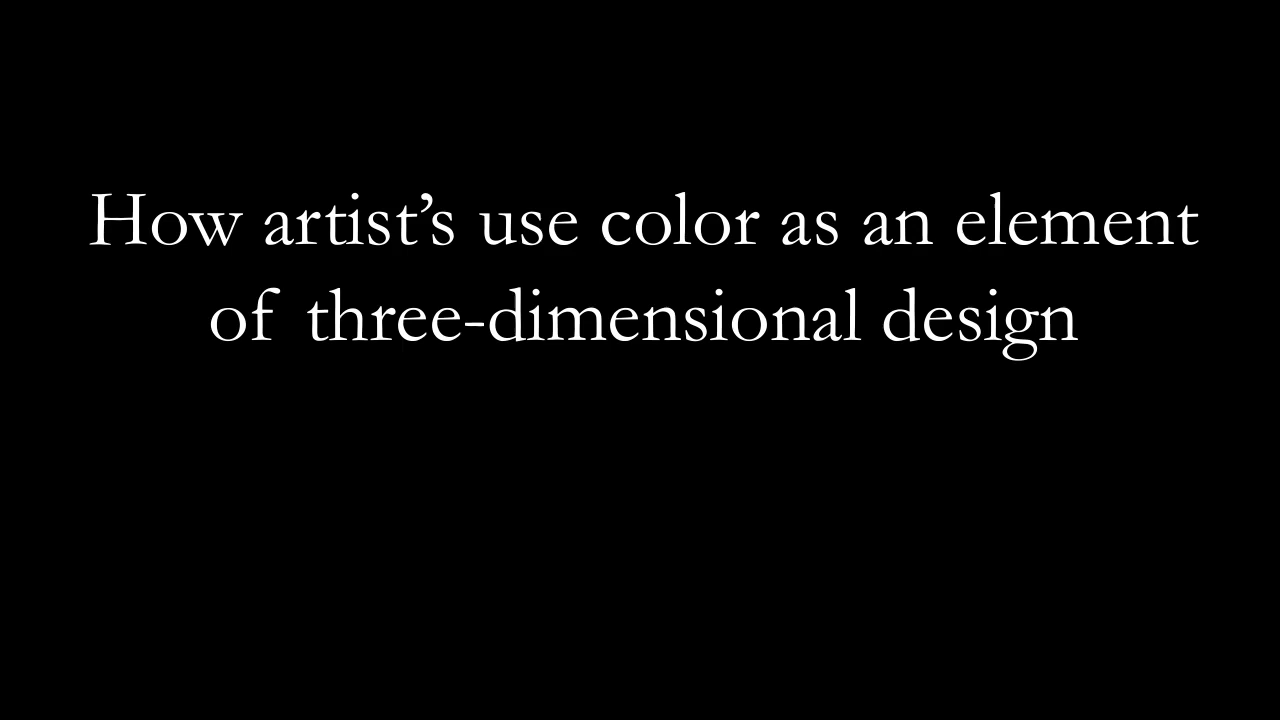 How artist’s use color as an element
of three-dimensional design